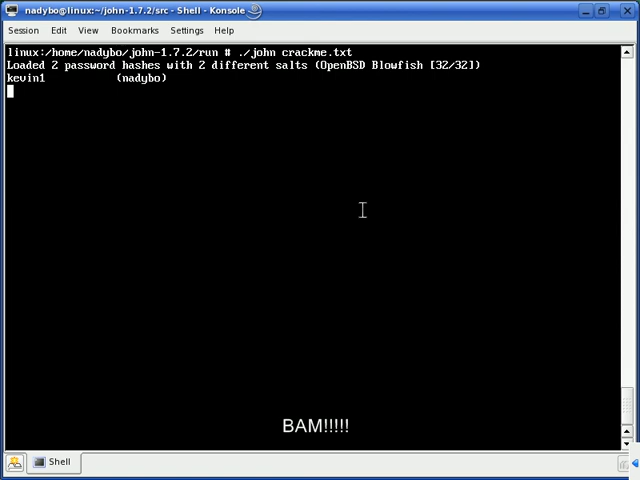 nadybo@linux:~/john-1.7.2/src - Shell - Konsole
Session Edit View Bookmarks Settings Help
linux:/home/nadybo/john-1.7.2/run # ./john crackme.txt
Loaded 2 password hashes with 2 different salts (OpenBSD Blowfish [32/32])
kevin1 (nadybo)
BAM!!!!!
Shell